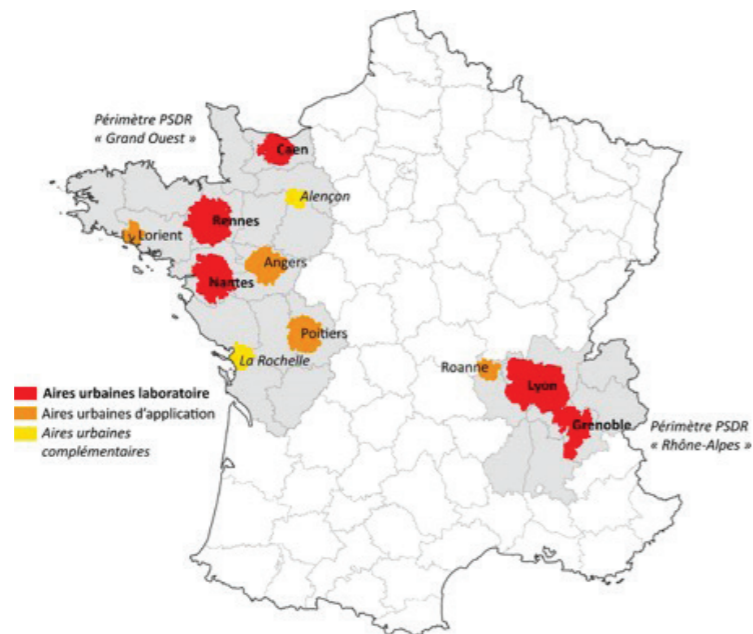 Périmètre PSDR
« Grand Ouest »
Caen
Alençon
Rennes
Lorient
Angers
Nantes
Poitiers
La Rochelle
Roanne
Lyon
Grenoble
Périmètre PSDR
« Rhône-Alpes »
Aires urbaines laboratoire
Aires urbaines d'application
Aires urbaines
complémentaires